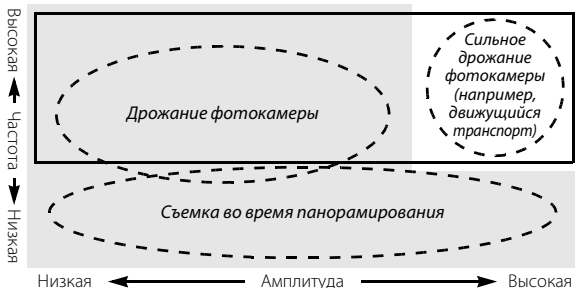 Высокая
Частота
Низкая
Дрожание фотокамеры
Сильное
дрожание
фотокамеры
(например,
движущийся
транспорт)
Съемка во время панорамирования
Низкая Амплитуда Высокая